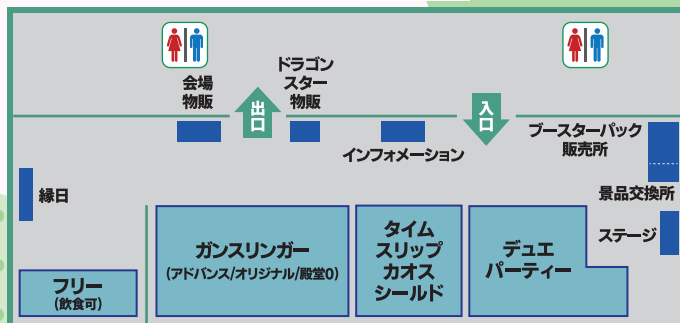 会場
物販
出
口
ドラゴン
スター
物販
インフォメーション
入
口
ブースターパック
販売所
景品交換所
ステージ
縁日
フリー
(飲食可)
ガンスリンガー
(アドバンス/オリジナル/殿堂0)
タイム
スリップ
カオス
シールド
デュエ
パーティー